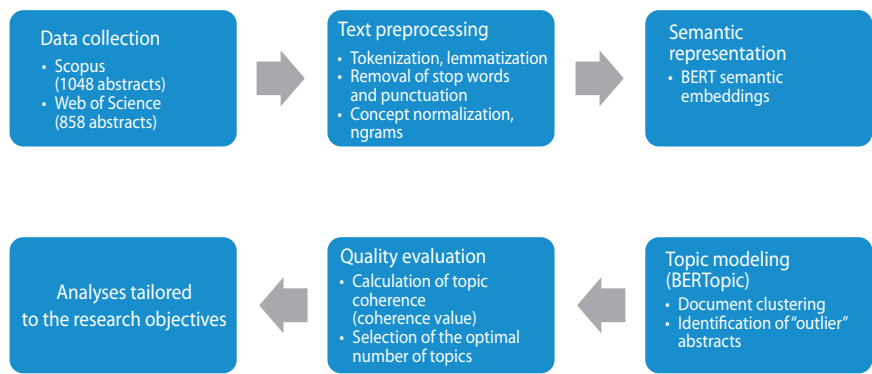 Data collection
• Scopus
(1048 abstracts)
• Web of Science
(858 abstracts)
Text preprocessing
• Tokenization, lemmatization
• Removal of stop words
and punctuation
• Concept normalization,
ngrams
Semantic
representation
• BERT semantic
embeddings
Topic modeling
(BERTopic)
• Document clustering
• Identification of “outlier”
abstracts
Quality evaluation
• Calculation of topic
coherence
(coherence value)
• Selection of the optimal
number of topics
Analyses tailored
to the research objectives